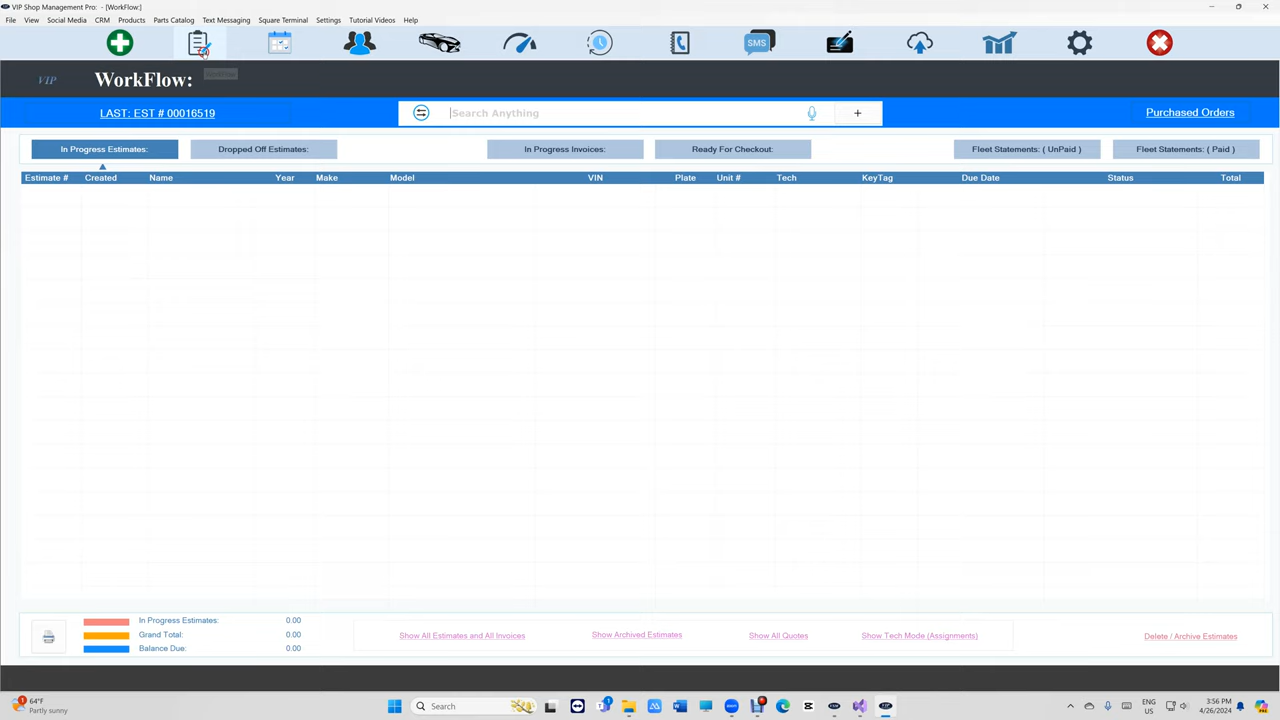 VIP Shop Management Pro: - [WorkFlow:]
File View Social Media CRM Products Parts Catalog Text Messaging Square Terminal Settings Tutorial Videos Help
SMS
VIP WorkFlow:
LAST: EST # 00016519 Search Anything + Purchased Orders
In Progress Estimates: Dropped Off Estimates: In Progress Invoices: Ready For Checkout: Fleet Statements: ( UnPaid ) Fleet Statements: ( Paid )
Estimate # Created Name Year Make Model VIN Plate Unit # Tech KeyTag Due Date Status Total
In Progress Estimates: 0.00
Grand Total: 0.00
Balance Due: 0.00
Show All Estimates and All Invoices Show Archived Estimates Show All Quotes Show Tech Mode (Assignments) Delete / Archive Estimates
1 64°F
Partly sunny
Search
1
ENG
US
3:56 PM
4/26/2024